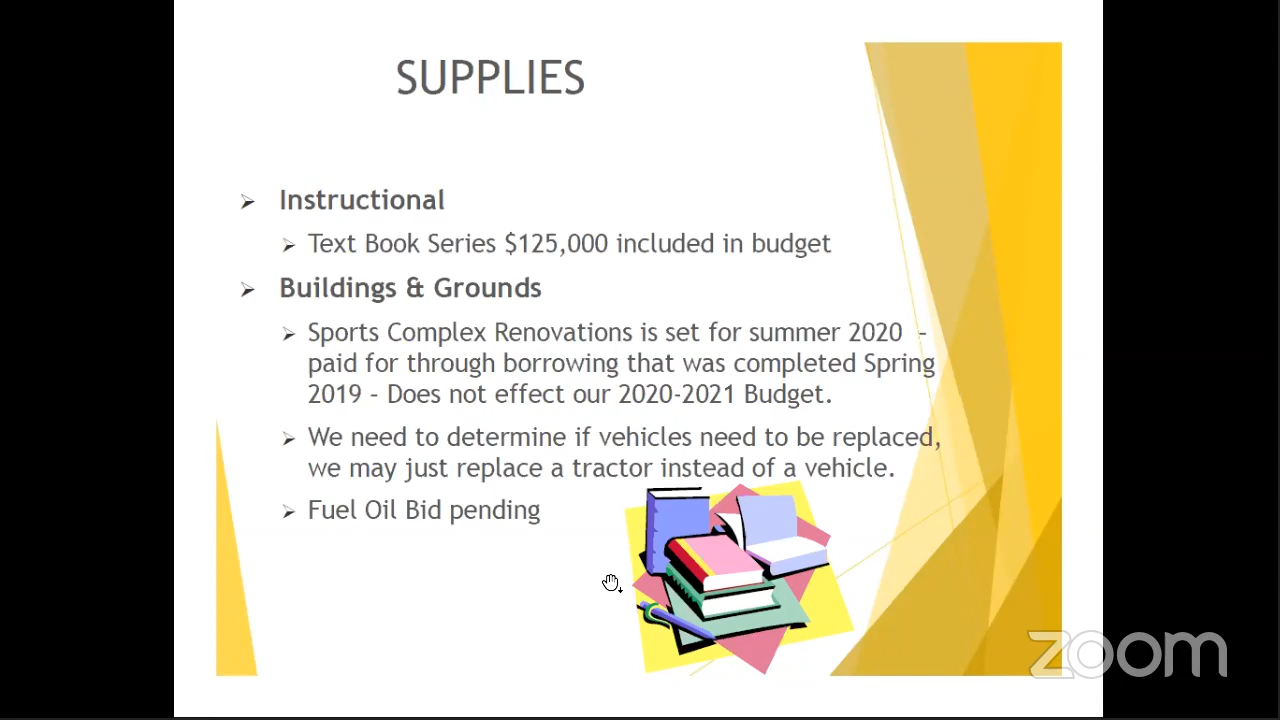 SUPPLIES
Instructional
Text Book Series $125,000 included in budget
Buildings & Grounds
Sports Complex Renovations is set for summer 2020 –
paid for through borrowing that was completed Spring
2019 – Does not effect our 2020-2021 Budget.
We need to determine if vehicles need to be replaced,
we may just replace a tractor instead of a vehicle.
Fuel Oil Bid pending
zoom